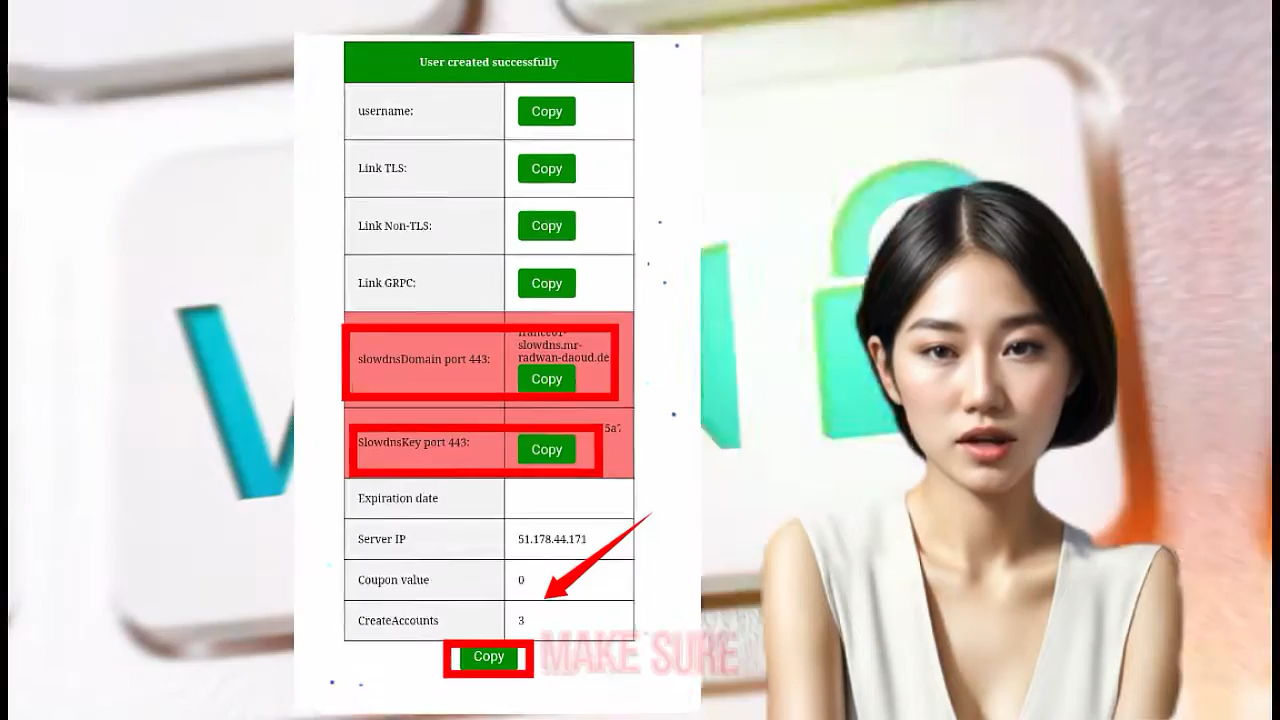 User created successfully
username:
Copy
Link TLS:
Copy
Link Non-TLS:
Copy
Link GRPC:
Copy
slowdnsDomain port 443:
france01-
slowdns.mr-
radwan-daoud.de
Copy
SlowdnsKey port 443:
5a7
Copy
Expiration date
Server IP
51.178.44.171
Coupon value
0
CreateAccounts
3
Copy
MAKE SURE